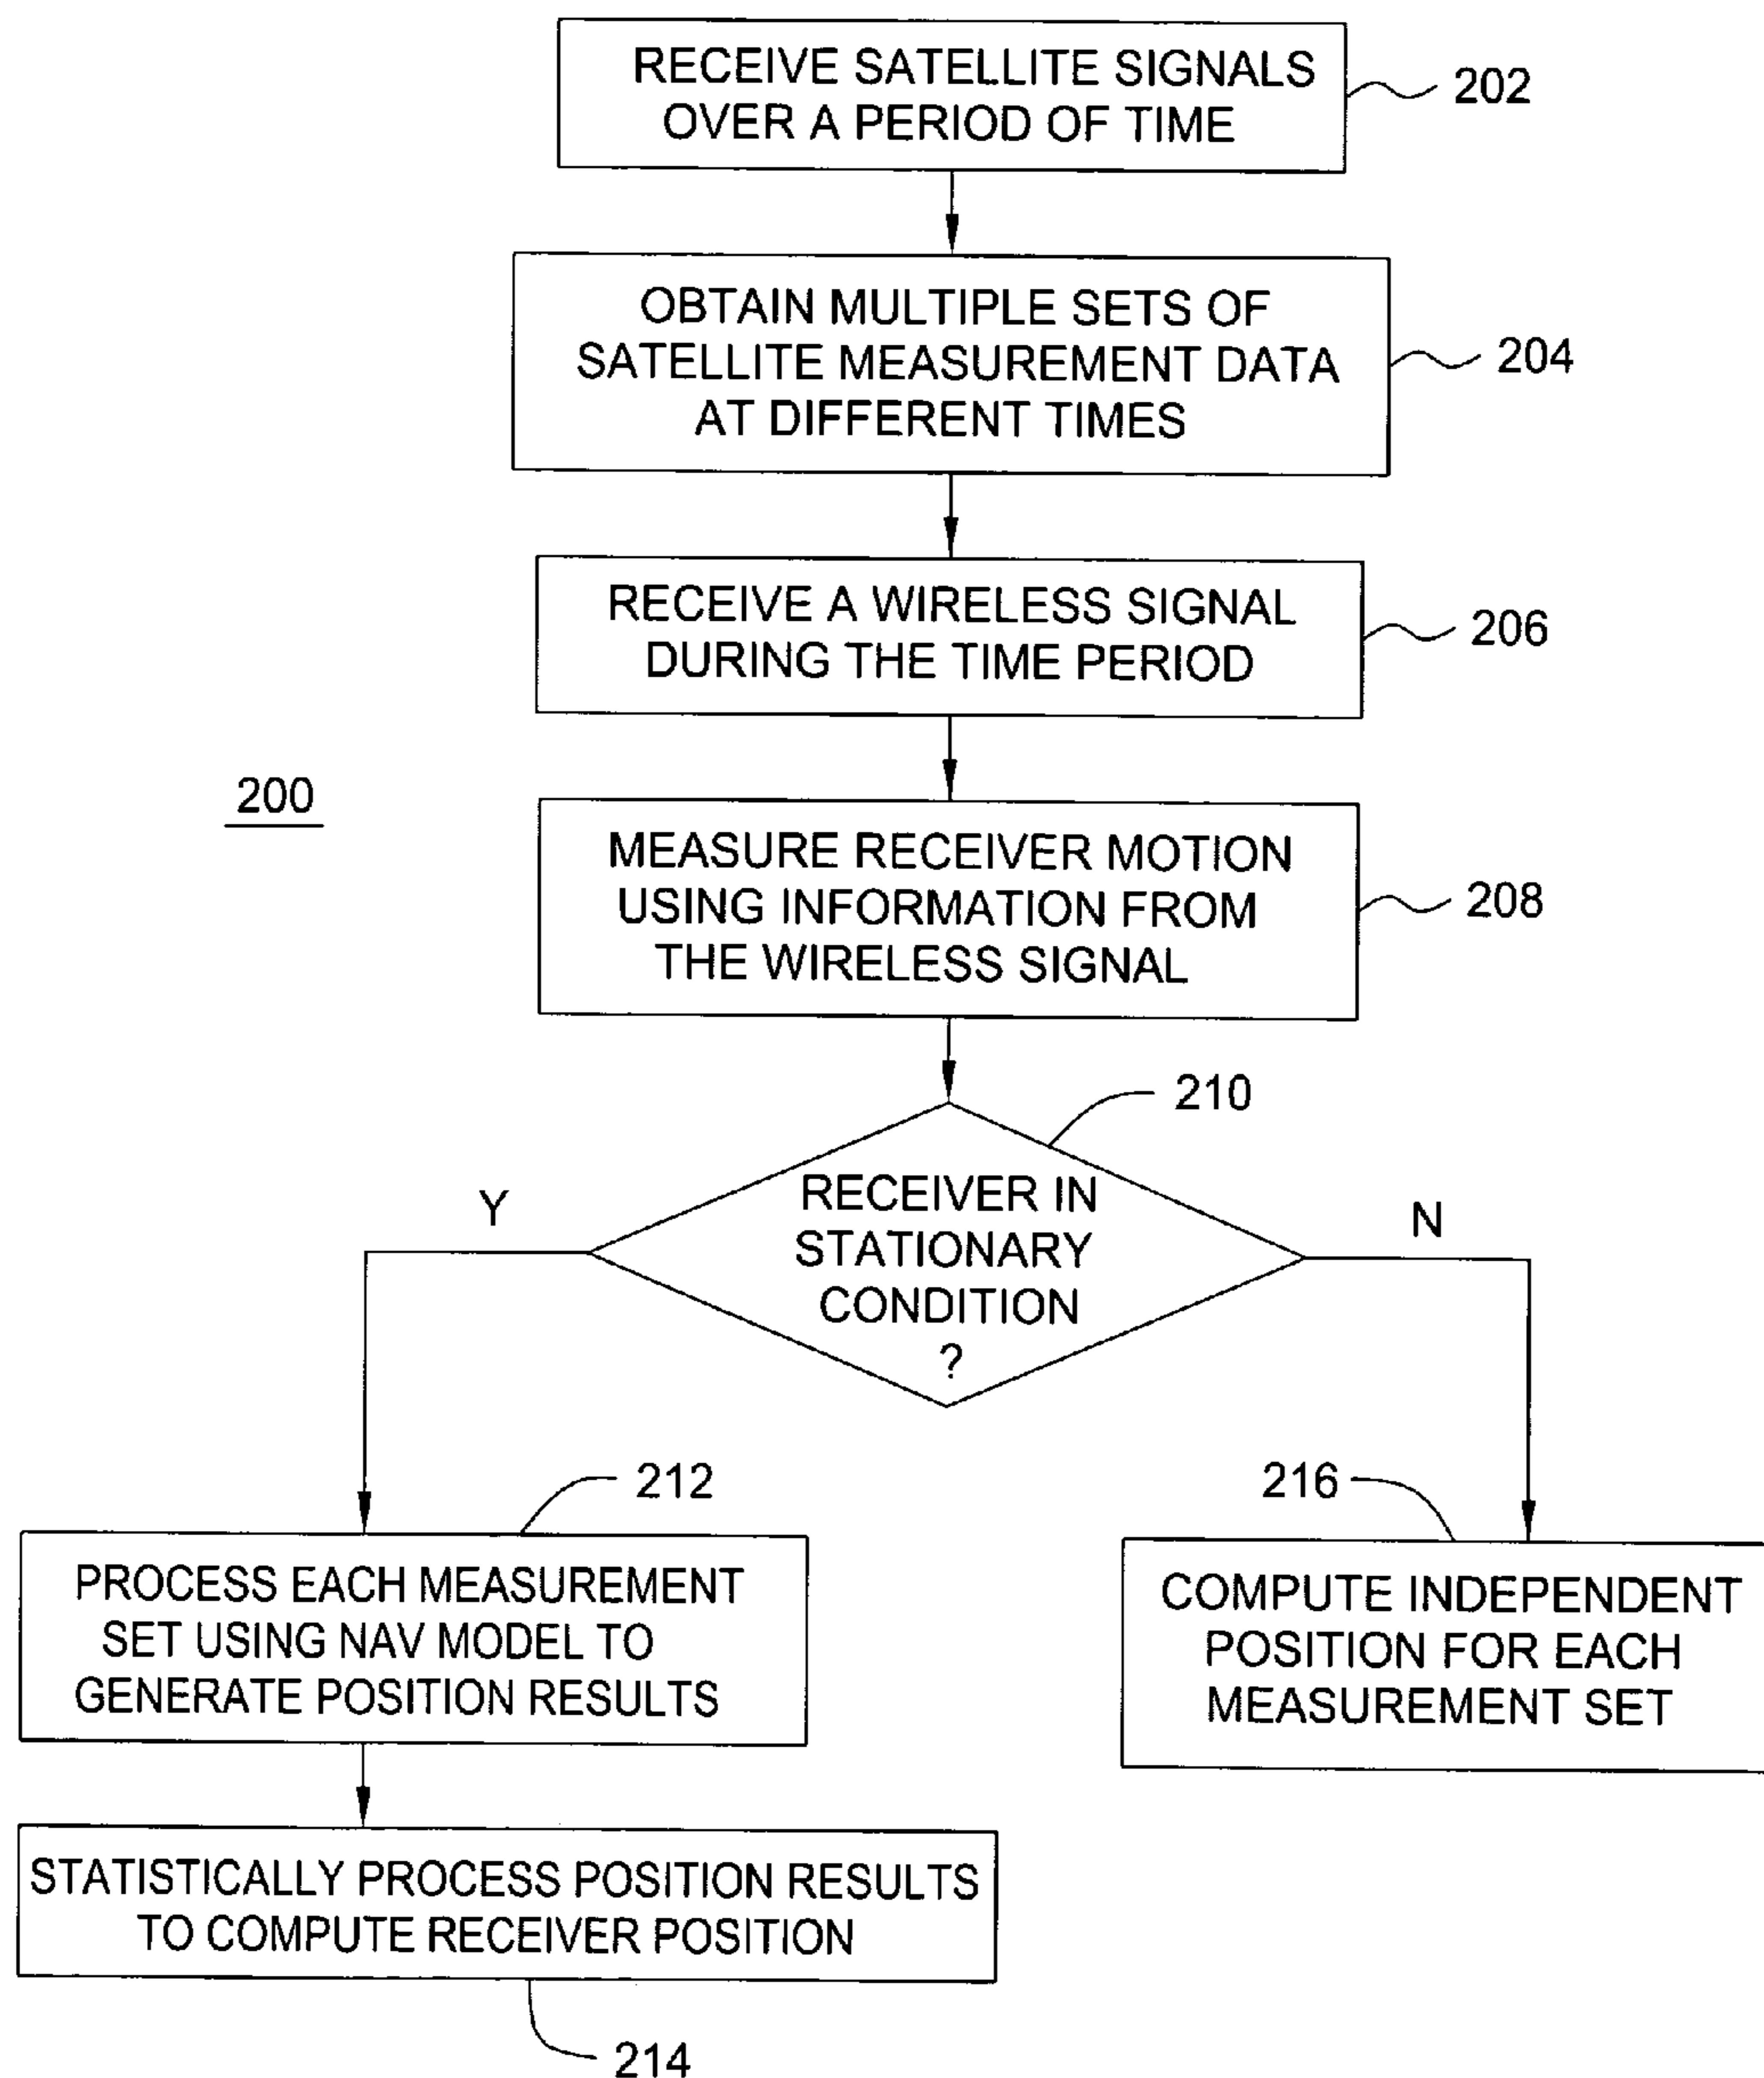 RECEIVE SATELLITE SIGNALS
OVER A PERIOD OF TIME
202
OBTAIN MULTIPLE SETS OF
SATELLITE MEASUREMENT DATA
AT DIFFERENT TIMES
204
RECEIVE A WIRELESS SIGNAL
DURING THE TIME PERIOD
206
200
MEASURE RECEIVER MOTION
USING INFORMATION FROM
THE WIRELESS SIGNAL
208
210
RECEIVER IN
STATIONARY
CONDITION
?
Y
N
212
PROCESS EACH MEASUREMENT
SET USING NAV MODEL TO
GENERATE POSITION RESULTS
216
COMPUTE INDEPENDENT
POSITION FOR EACH
MEASUREMENT SET
STATISTICALLY PROCESS POSITION RESULTS
TO COMPUTE RECEIVER POSITION
214